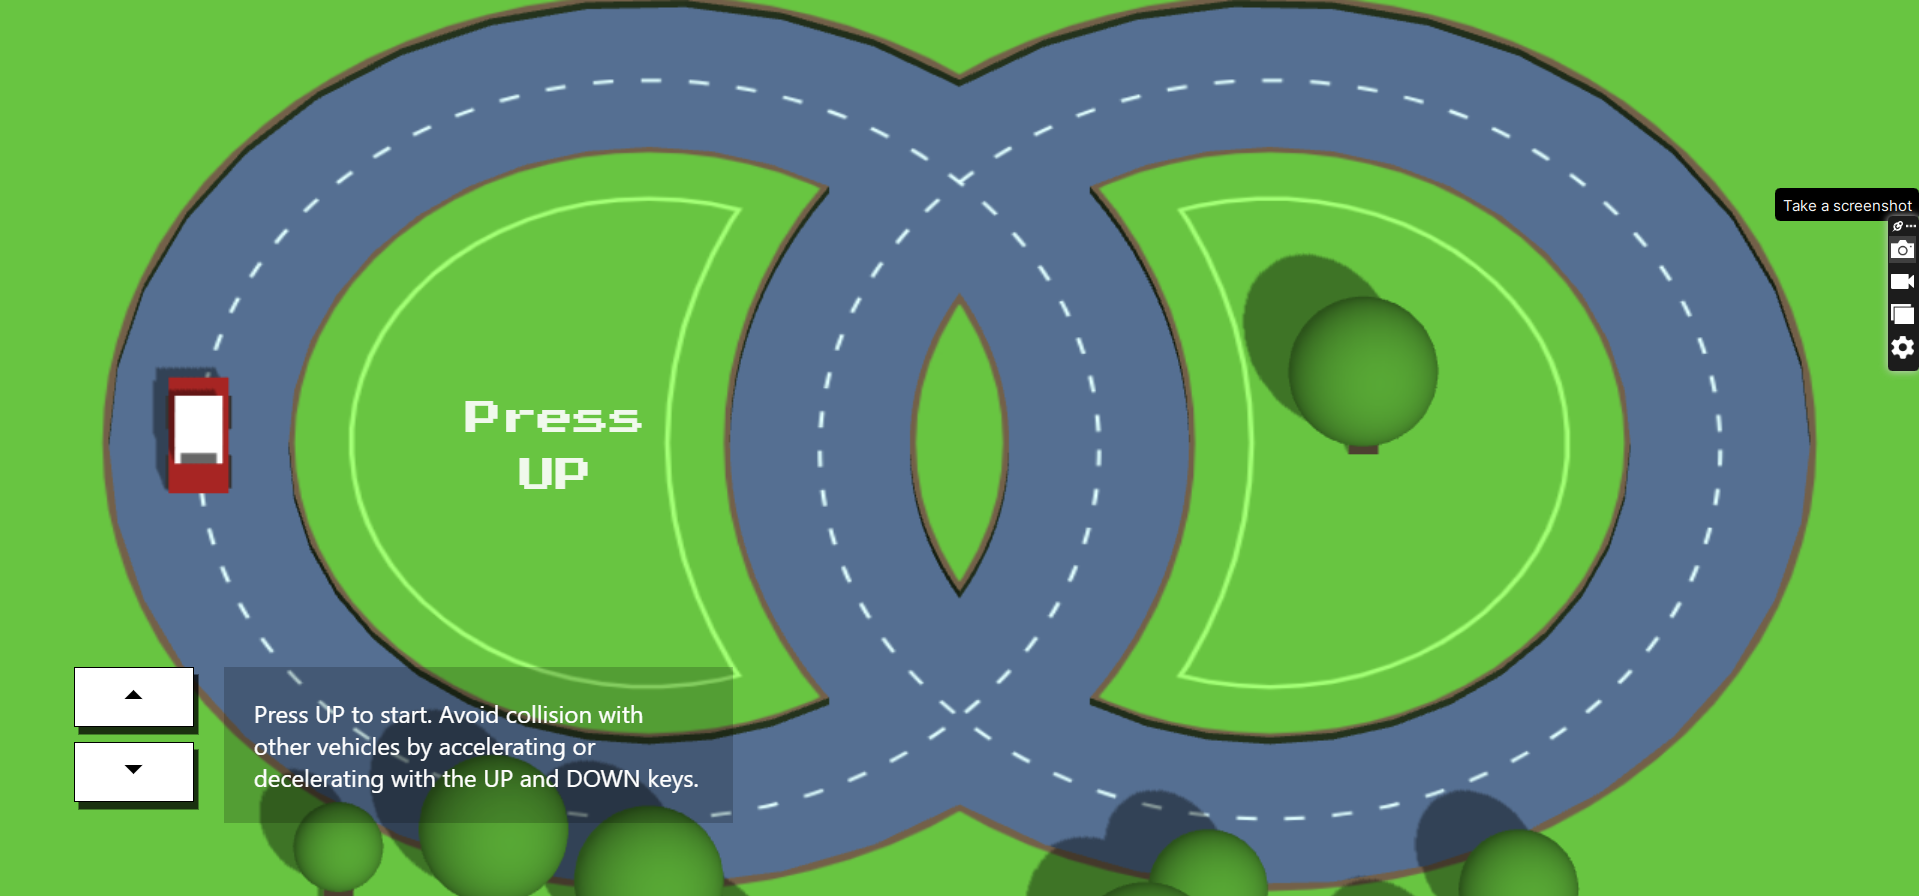 Take a screenshot
Press
UP
Press UP to start. Avoid collision with
other vehicles by accelerating or
decelerating with the UP and DOWN keys.